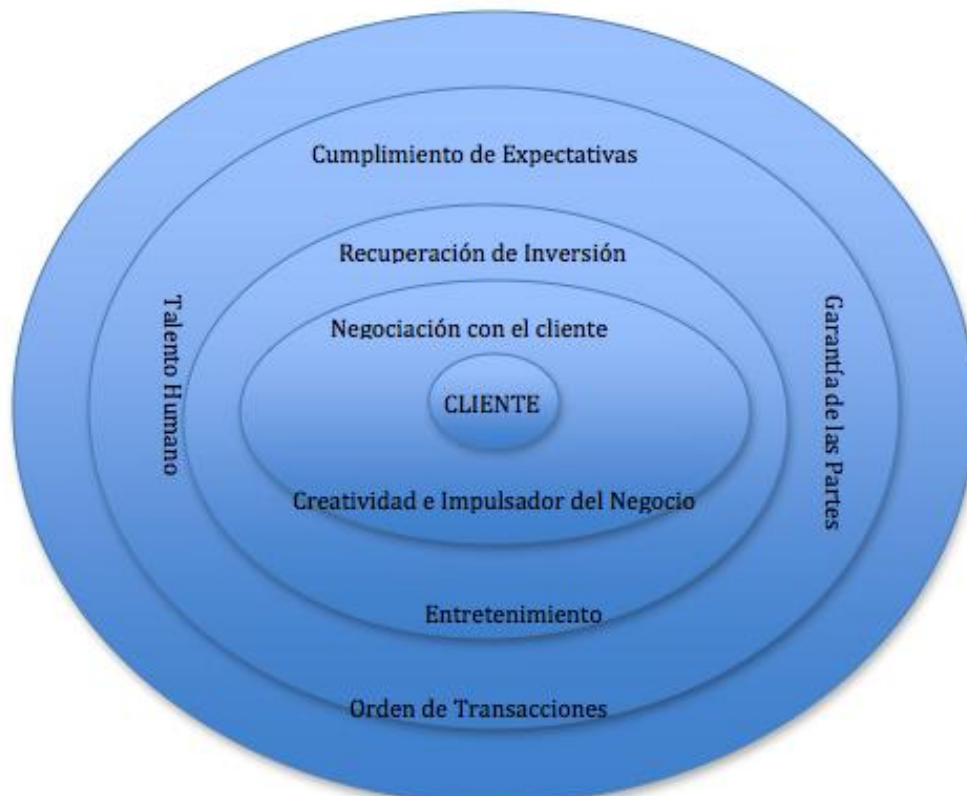 Cumplimiento de Expectativas
Recuperación de Inversión
Negociación con el cliente
Talento Humano
CLIENTE
Garantía de las Partes
Creatividad e Impulsador del Negocio
Entretenimiento
Orden de Transacciones